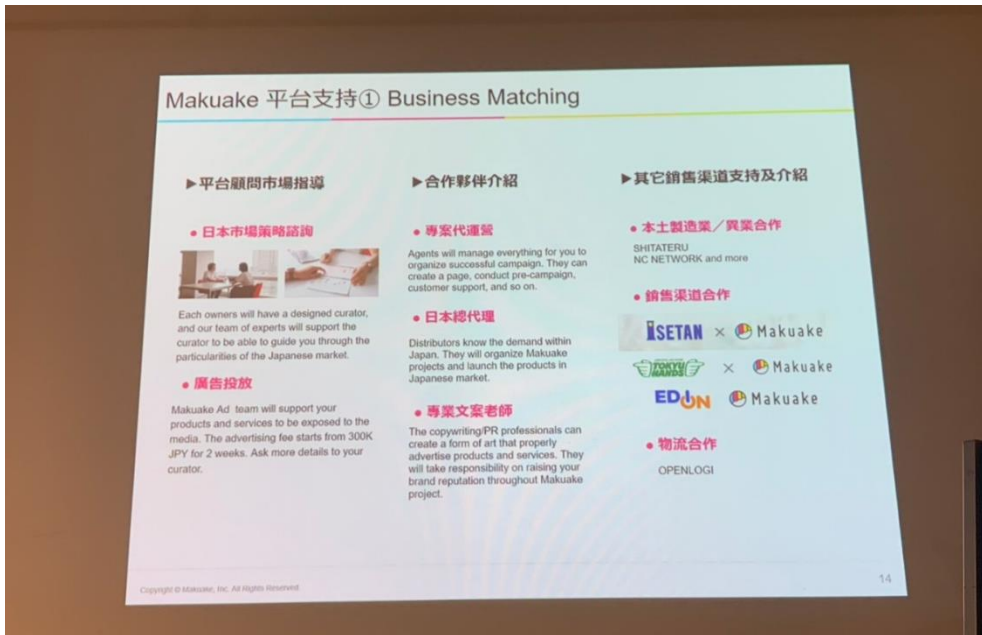 Makuake 平台支持① Business Matching
▶平台顧問市場指導
● 日本市場策略諮詢
Each owners will have a designed curator,
and our team of experts will support the
curator to be able to guide you through the
particularities of the Japanese market.
● 廣告投放
Makuake Ad team will support your
products and services to be exposed to the
media. The advertising fee starts from 300K
JPY for 2 weeks. Ask more details to your
curator.
▶合作夥伴介紹
● 專案代運營
Agents will manage everything for you to
organize successful campaign. They can
create a page, conduct pre-campaign,
customer support, and so on.
● 日本總代理
Distributors know the demand within
Japan. They will organize Makuake
projects and launch the products in
Japanese market.
● 專業文案老師
The copywriting/PR professionals can
create a form of art that properly
advertise products and services. They
will take responsibility on raising your
brand reputation throughout Makuake
project.
▶其它銷售渠道支持及介紹
● 本土製造業／異業合作
SHITATERU
NC NETWORK and more
● 銷售渠道合作
ISETAN × Makuake
TOKYU HANDS × Makuake
EDION Makuake
● 物流合作
OPENLOGI
Copyright © Makuake, Inc. All Rights Reserved.
14